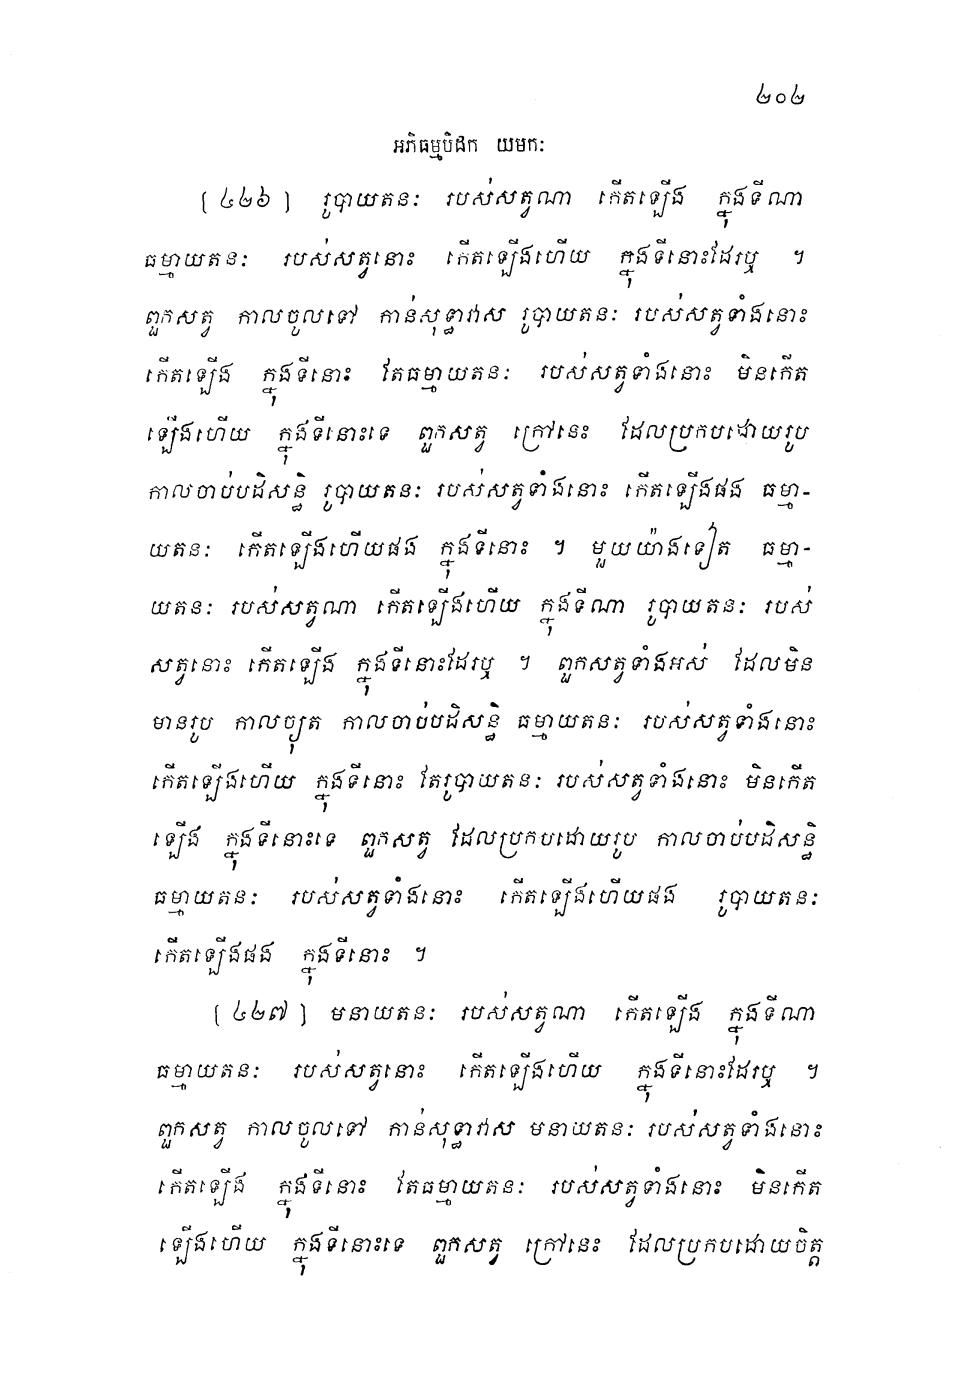 ២០២
អភិធម្មបិដក យមកៈ
[ ៤២៦ ] រូបាយតនៈ របស់សត្វណា កើតឡើង ក្នុងទីណា
ធម្មាយតនៈ របស់សត្វនោះ កើតឡើងហើយ ក្នុងទីនោះដែរឬ ។
ពួកសត្វ កាលចូលទៅ កាន់សុទ្ធាវាស រូបាយតនៈ របស់សត្វទាំងនោះ
កើតឡើង ក្នុងទីនោះ តែធម្មាយតនៈ របស់សត្វទាំងនោះ មិនកើត
ឡើងហើយ ក្នុងទីនោះទេ ពួកសត្វ ក្រៅនេះ ដែលប្រកបដោយរូប
កាលចាប់បដិសន្ធិ រូបាយតនៈ របស់សត្វទាំងនោះ កើតឡើងផង ធម្មា-
យតនៈ កើតឡើងហើយផង ក្នុងទីនោះ ។ មួយយ៉ាងទៀត ធម្មា-
យតនៈ របស់សត្វណា កើតឡើងហើយ ក្នុងទីណា រូបាយតនៈ របស់
សត្វនោះ កើតឡើង ក្នុងទីនោះដែរឬ ។ ពួកសត្វទាំងអស់ ដែលមិន
មានរូប កាលច្យុត កាលចាប់បដិសន្ធិ ធម្មាយតនៈ របស់សត្វទាំងនោះ
កើតឡើងហើយ ក្នុងទីនោះ តែរូបាយតនៈ របស់សត្វទាំងនោះ មិនកើត
ឡើង ក្នុងទីនោះទេ ពួកសត្វ ដែលប្រកបដោយរូប កាលចាប់បដិសន្ធិ
ធម្មាយតនៈ របស់សត្វទាំងនោះ កើតឡើងហើយផង រូបាយតនៈ
កើតឡើងផង ក្នុងទីនោះ ។
[ ៤២៧ ] មនាយតនៈ របស់សត្វណា កើតឡើង ក្នុងទីណា
ធម្មាយតនៈ របស់សត្វនោះ កើតឡើងហើយ ក្នុងទីនោះដែរឬ ។
ពួកសត្វ កាលចូលទៅ កាន់សុទ្ធាវាស មនាយតនៈ របស់សត្វទាំងនោះ
កើតឡើង ក្នុងទីនោះ តែធម្មាយតនៈ របស់សត្វទាំងនោះ មិនកើត
ឡើងហើយ ក្នុងទីនោះទេ ពួកសត្វ ក្រៅនេះ ដែលប្រកបដោយចិត្ត